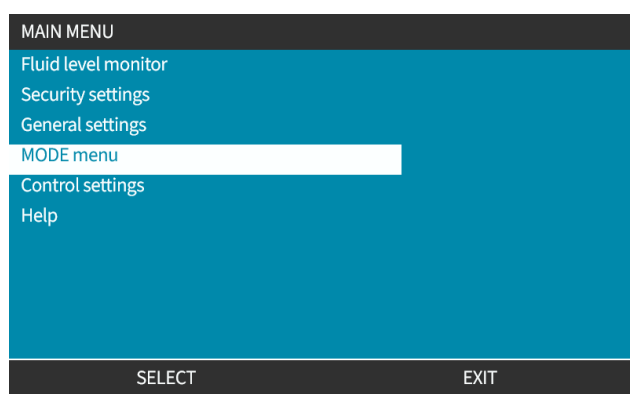 MAIN MENU
Fluid level monitor
Security settings
General settings
MODE menu
Control settings
Help
SELECT EXIT